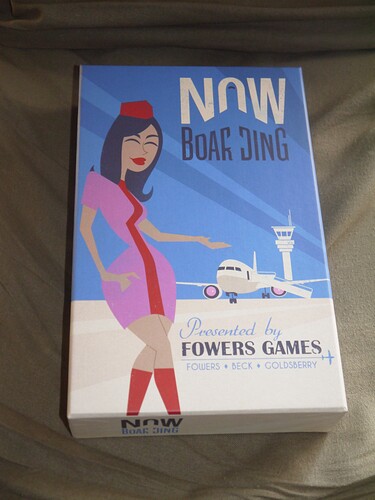 NOW
BOARDING
Presented by
FOWERS GAMES
FOWERS • BECK • GOLDSBERRY
NOW
BOARDING